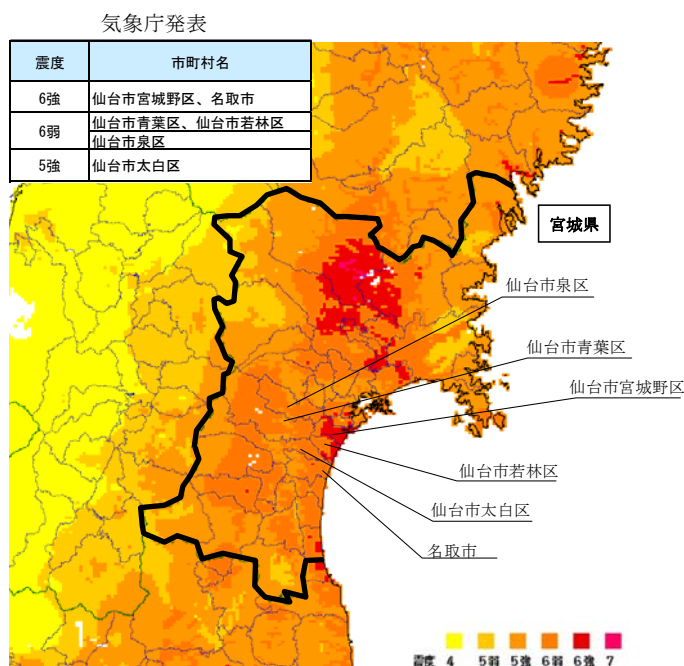 気象庁発表
震度 市町村名
6強 仙台市宮城野区、名取市
6弱 仙台市青葉区、仙台市若林区
仙台市泉区
5強 仙台市太白区
宮城県
仙台市泉区
仙台市青葉区
仙台市宮城野区
仙台市若林区
仙台市太白区
名取市
震度 4 5弱 5強 6弱 6強 7